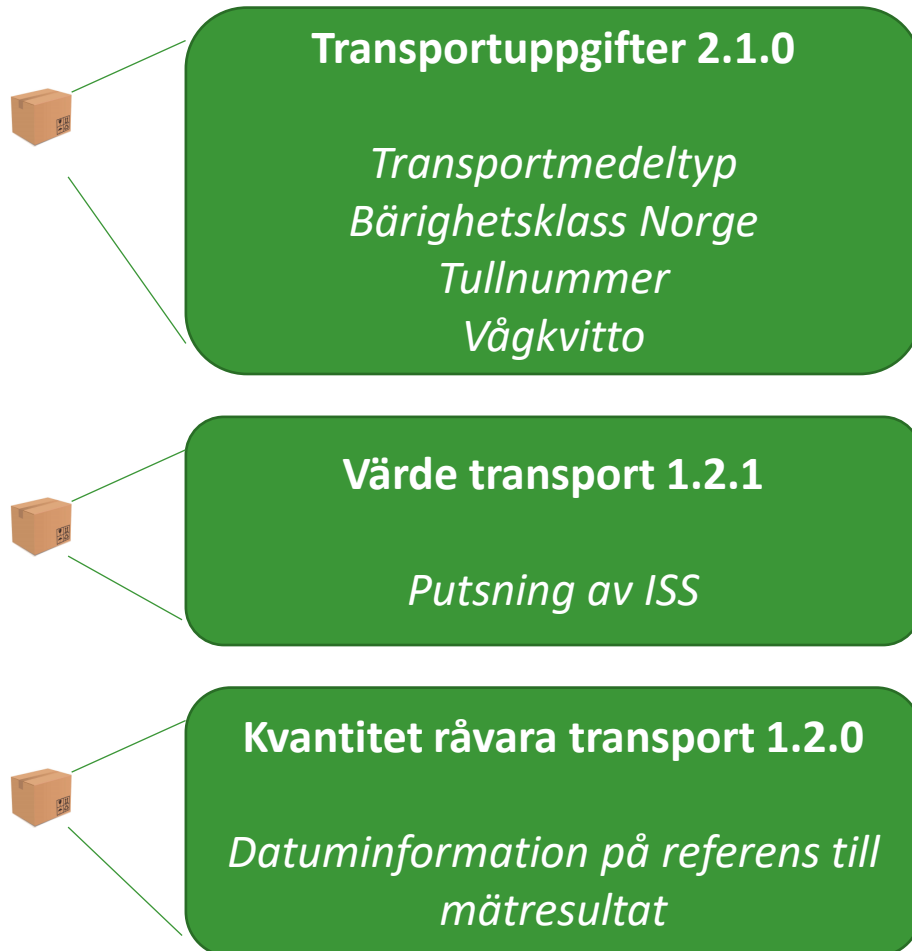 Transportuppgifter 2.1.0
Transportmedeltyp
Bärighetsklass Norge
Tullnummer
Vågkvitto
Värde transport 1.2.1
Putsning av ISS
Kvantitet råvara transport 1.2.0
Datuminformation på referens till
mätresultat